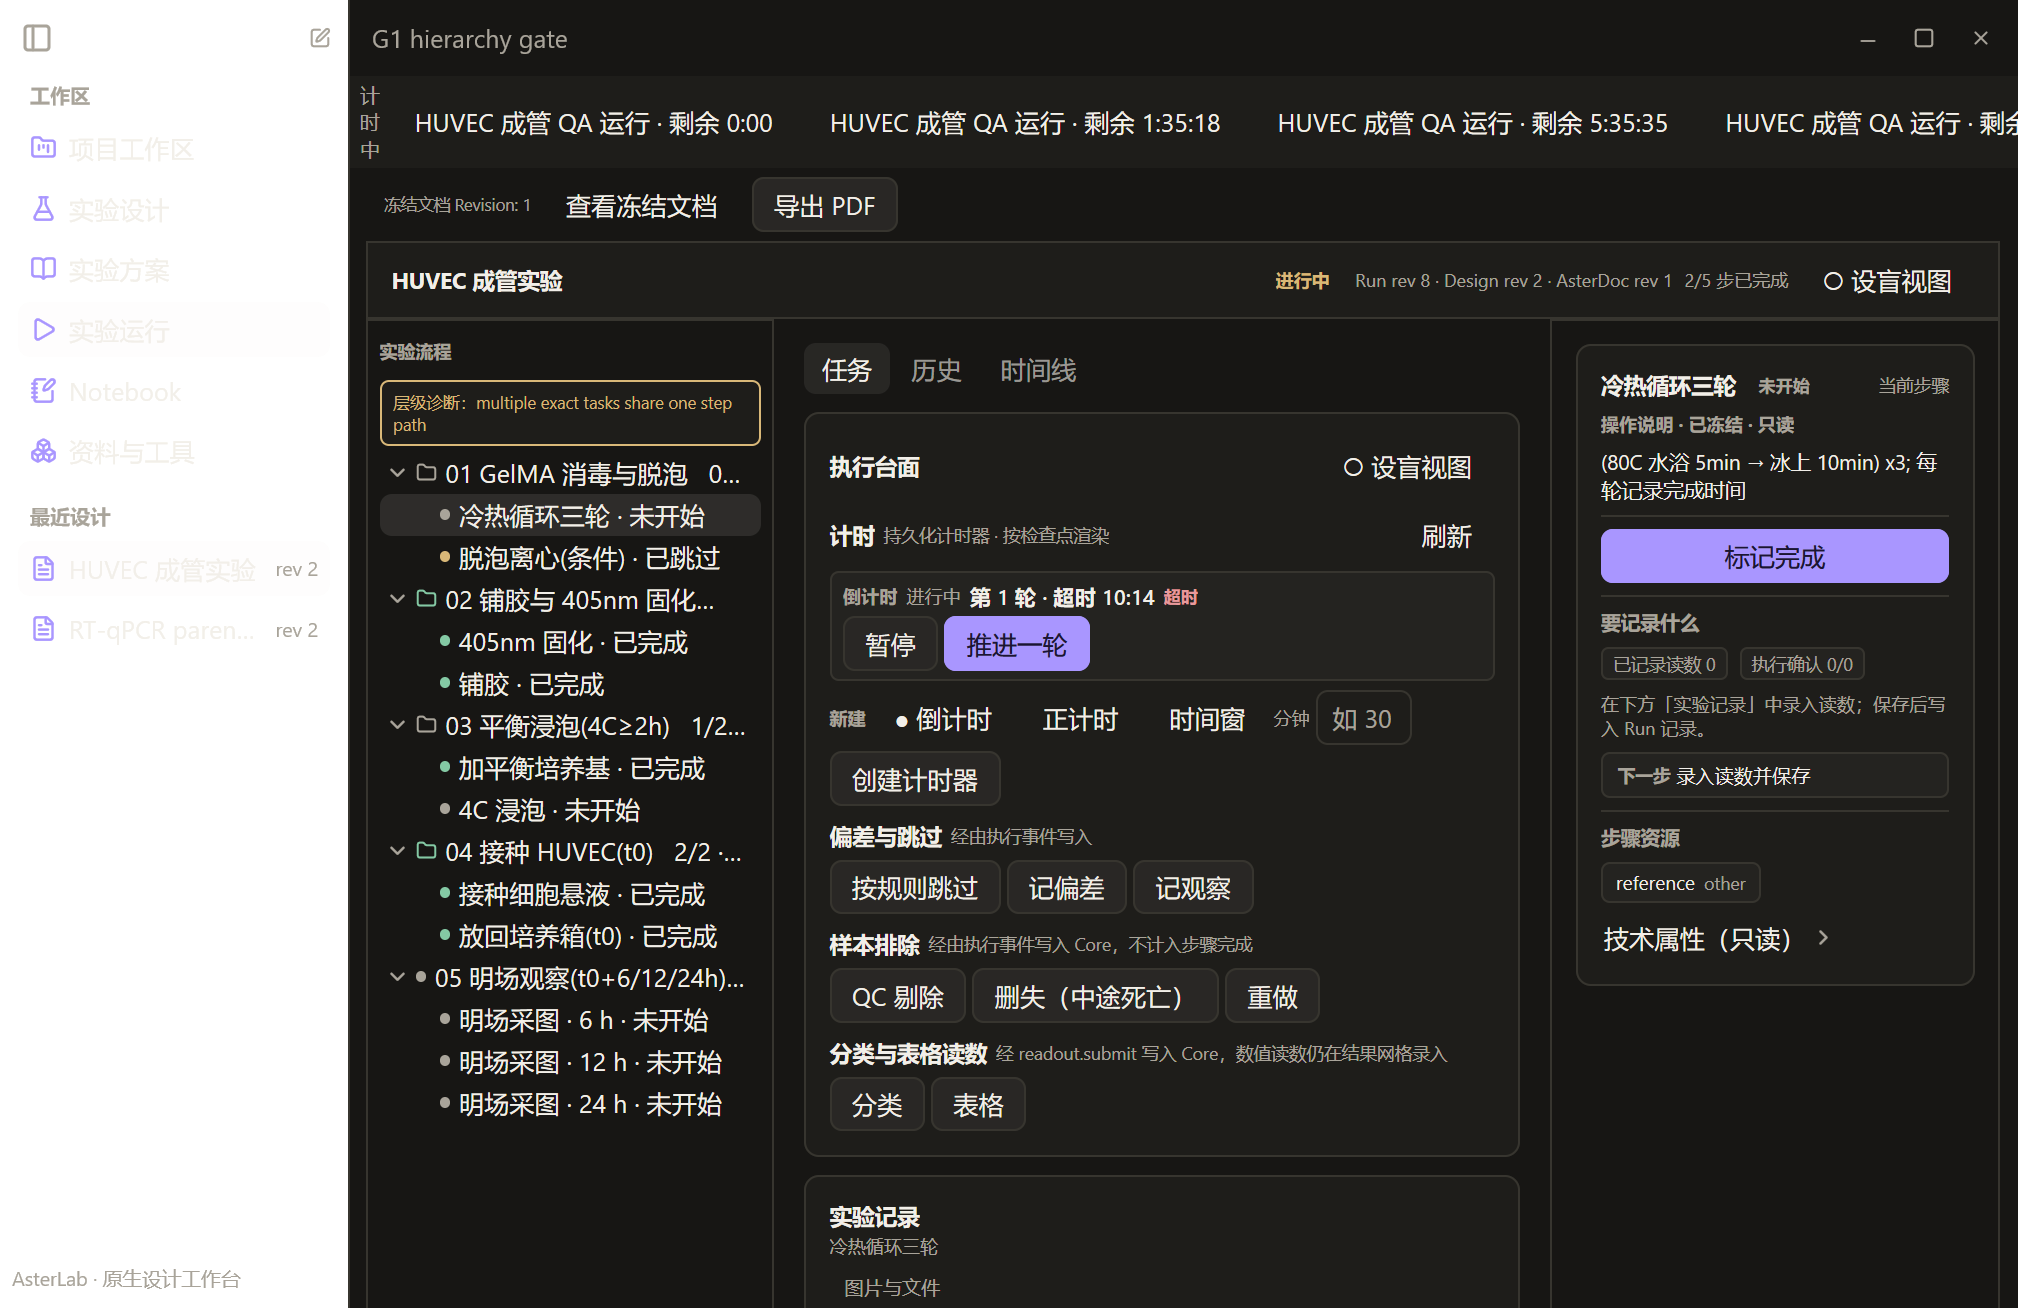 工作区
项目工作区
实验设计
实验方案
实验运行
Notebook
资料与工具
最近设计
HUVEC 成管实验 rev 2
RT-qPCR paren... rev 2
AsterLab · 原生设计工作台
G1 hierarchy gate
计时中
HUVEC 成管 QA 运行 · 剩余 0:00
HUVEC 成管 QA 运行 · 剩余 1:35:18
HUVEC 成管 QA 运行 · 剩余 5:35:35
HUVEC 成管 QA 运行 · 剩余
冻结文档 Revision: 1
查看冻结文档
导出 PDF
HUVEC 成管实验
进行中
Run rev 8 · Design rev 2 · AsterDoc rev 1 2/5 步已完成
设盲视图
实验流程
层级诊断：multiple exact tasks share one step
path
01 GelMA 消毒与脱泡 0...
冷热循环三轮 · 未开始
脱泡离心(条件) · 已跳过
02 铺胶与 405nm 固化...
405nm 固化 · 已完成
铺胶 · 已完成
03 平衡浸泡(4C≥2h) 1/2...
加平衡培养基 · 已完成
4C 浸泡 · 未开始
04 接种 HUVEC(t0) 2/2 ·...
接种细胞悬液 · 已完成
放回培养箱(t0) · 已完成
05 明场观察(t0+6/12/24h)...
明场采图 · 6 h · 未开始
明场采图 · 12 h · 未开始
明场采图 · 24 h · 未开始
任务
历史
时间线
执行台面
设盲视图
计时 持久化计时器 · 按检查点渲染
刷新
倒计时 进行中 第 1 轮 · 超时 10:14 超时
暂停
推进一轮
新建 ● 倒计时 正计时 时间窗 分钟 如 30
创建计时器
偏差与跳过 经由执行事件写入
按规则跳过
记偏差
记观察
样本排除 经由执行事件写入 Core，不计入步骤完成
QC 剔除
删失（中途死亡）
重做
分类与表格读数 经 readout.submit 写入 Core，数值读数仍在结果网格录入
分类
表格
实验记录
冷热循环三轮
图片与文件
冷热循环三轮 未开始 当前步骤
操作说明 · 已冻结 · 只读
(80C 水浴 5min → 冰上 10min) x3; 每
轮记录完成时间
标记完成
要记录什么
已记录读数 0
执行确认 0/0
在下方「实验记录」中录入读数；保存后写
入 Run 记录。
下一步 录入读数并保存
步骤资源
reference other
技术属性（只读）